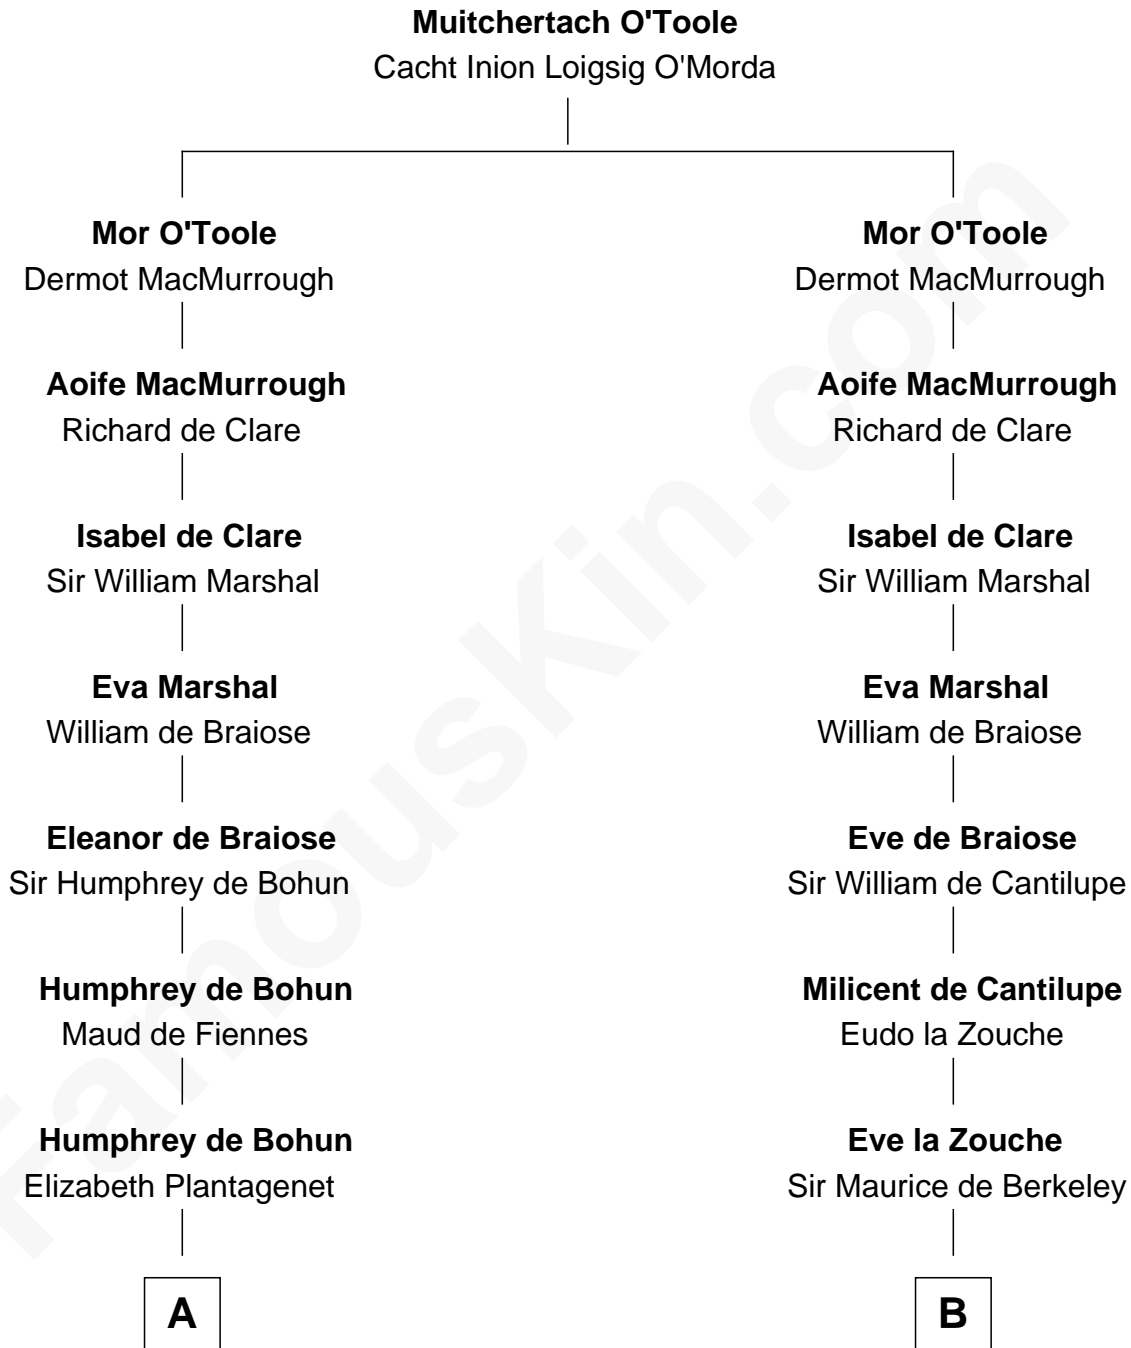 Muitchertach O'Toole
Cacht Inion Loigsig O'Morda
Mor O'Toole
Dermot MacMurrough
Mor O'Toole
Dermot MacMurrough
Aoife MacMurrough
Richard de Clare
Aoife MacMurrough
Richard de Clare
Isabel de Clare
Sir William Marshal
Isabel de Clare
Sir William Marshal
Eva Marshal
William de Braiose
Eva Marshal
William de Braiose
Eleanor de Braiose
Sir Humphrey de Bohun
Eve de Braiose
Sir William de Cantilupe
Humphrey de Bohun
Maud de Fiennes
Milicent de Cantilupe
Eudo la Zouche
Humphrey de Bohun
Elizabeth Plantagenet
Eve la Zouche
Sir Maurice de Berkeley
A
B
FamousKin.com